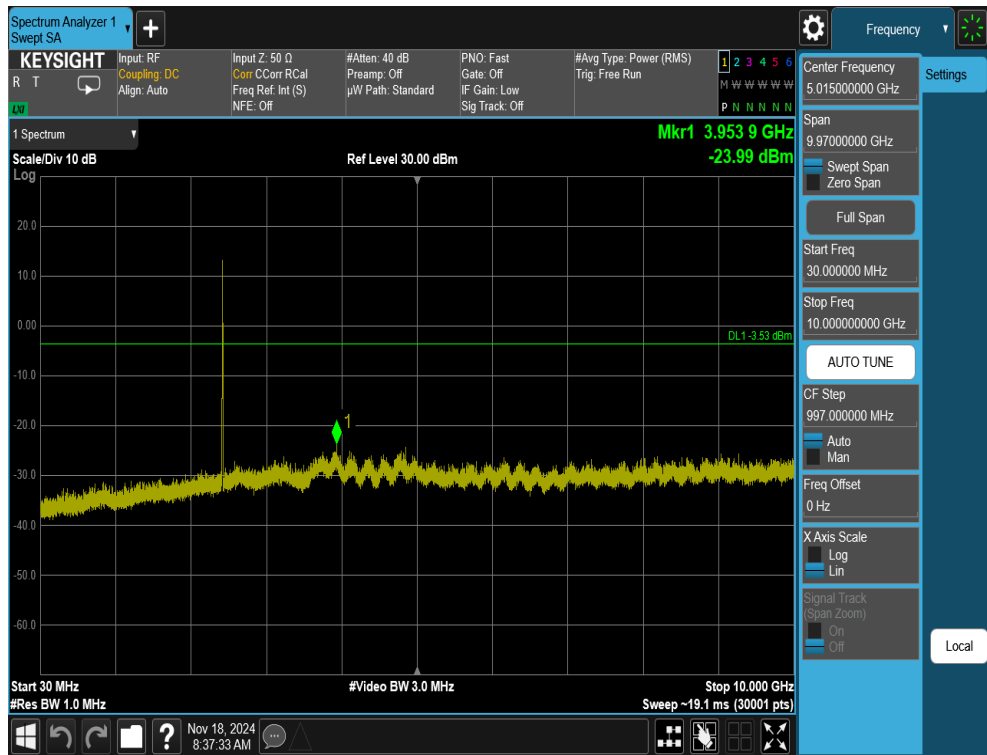 Spectrum Analyzer 1
Swept SA
+
Frequency
KEYSIGHT
R T
LXI
Input: RF
Coupling: DC
Align: Auto
Input Z: 50 Ω
Corr CCorr RCal
Freq Ref: Int (S)
NFE: Off
#Atten: 40 dB
Preamp: Off
µW Path: Standard
PNO: Fast
Gate: Off
IF Gain: Low
Sig Track: Off
#Avg Type: Power (RMS)
Trig: Free Run
1 2 3 4 5 6
M W W W W W
P N N N N N
1 Spectrum
Mkr1 3.953 9 GHz
-23.99 dBm
Scale/Div 10 dB
Ref Level 30.00 dBm
Log
20.0
10.0
0.00
DL1 -3.53 dBm
-10.0
-20.0
1
-30.0
-40.0
-50.0
-60.0
Start 30 MHz
#Video BW 3.0 MHz
Stop 10.000 GHz
#Res BW 1.0 MHz
Sweep ~19.1 ms (30001 pts)
Center Frequency
5.015000000 GHz
Settings
Span
9.97000000 GHz
Swept Span
Zero Span
Full Span
Start Freq
30.000000 MHz
Stop Freq
10.000000000 GHz
AUTO TUNE
CF Step
997.000000 MHz
Auto
Man
Freq Offset
0 Hz
X Axis Scale
Log
Lin
Signal Track
(Span Zoom)
On
Off
Local
?
Nov 18, 2024
8:37:33 AM